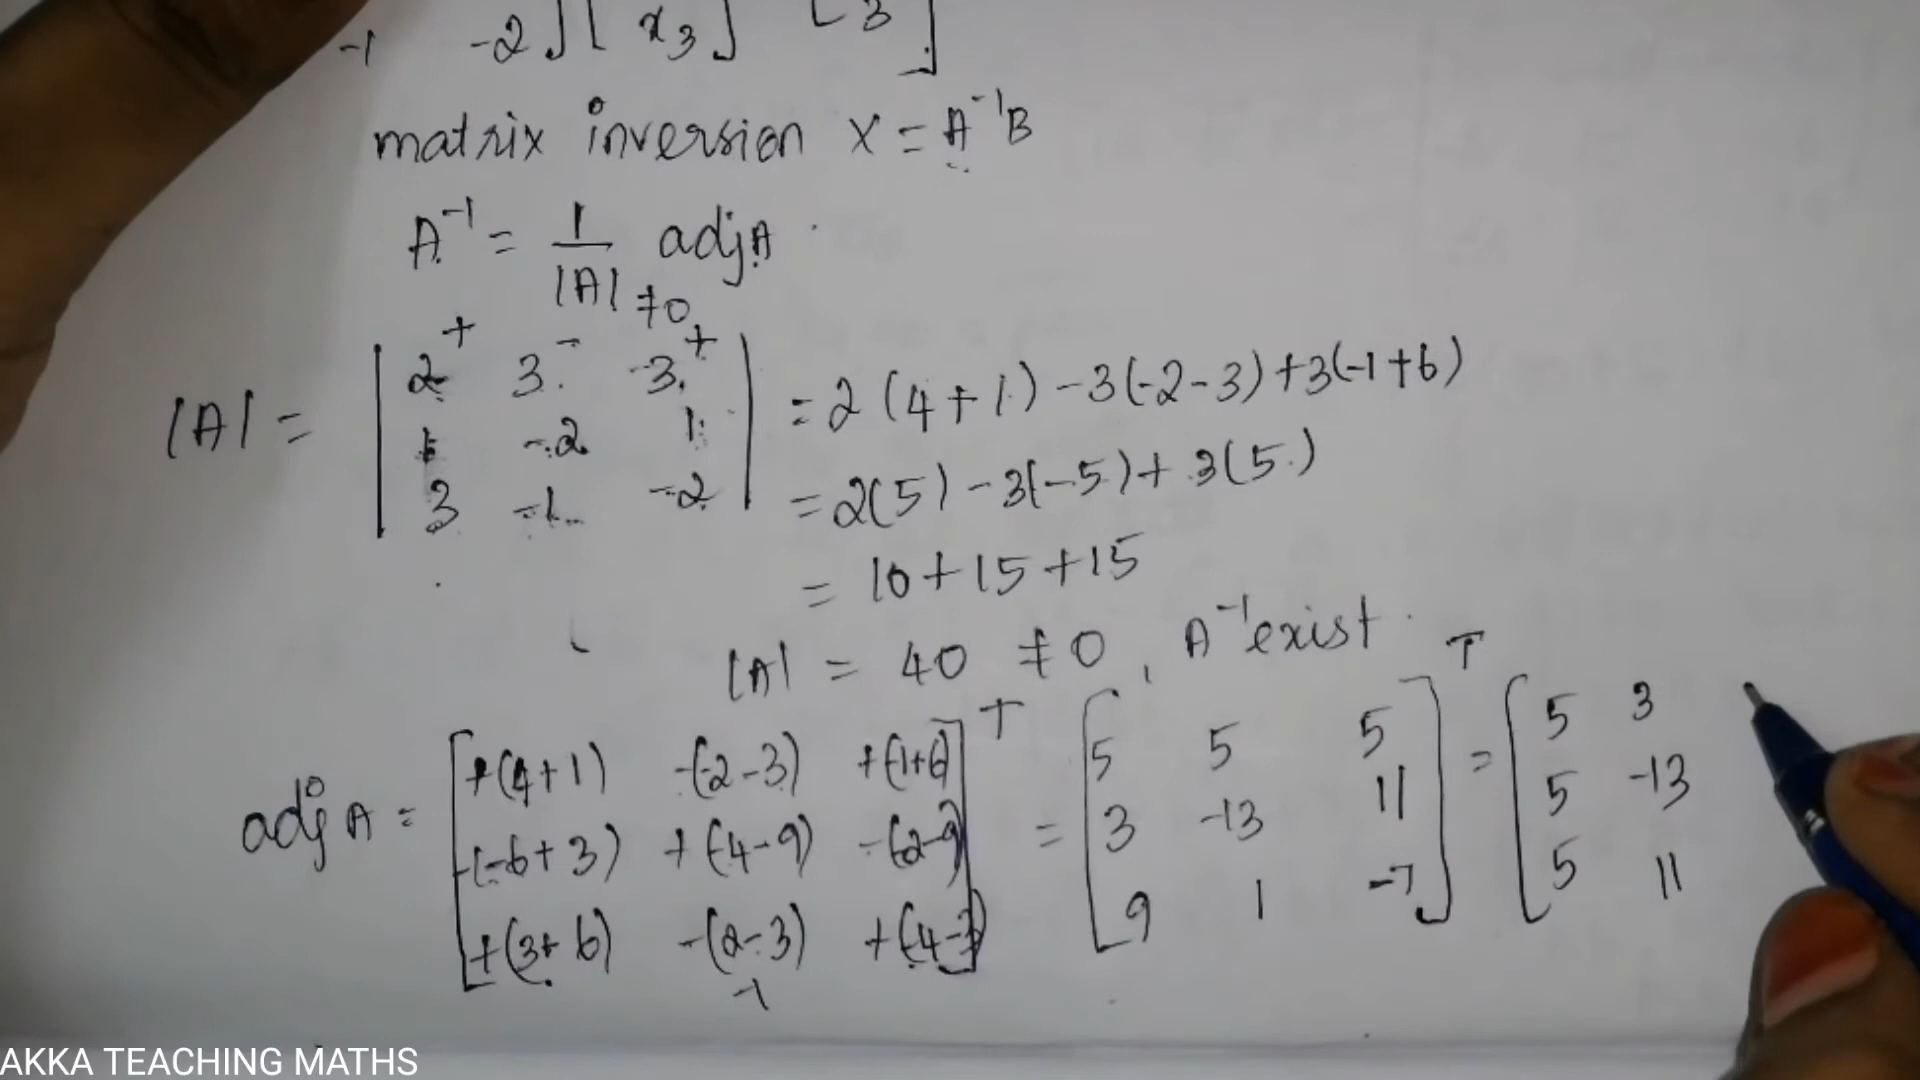 -1 -2 ] [ x₃ ] [ 3 ]
matrix inversion X = A⁻¹B
A⁻¹ = 1/|A| adjA
≠0
|A| = | 2⁺ 3⁻ 3⁺ | = 2(4+1) -3(-2-3) +3(-1+6)
1 -2 1 = 2(5) -3(-5) + 3(5)
3 -1 -2
= 10+15+15
|A| = 40 ≠ 0, A⁻¹ exist
adj A = [ +(4+1) -(-2-3) +(-1+6) ]ᵀ = [ 5 5 5 ]ᵀ = [ 5 3
-(-6+3) +(-4-9) -(-2-9) 3 -13 11 5 -13
+(3+6) -(2-3) +(-4-3) 9 1 -7 5 11
-1
AKKA TEACHING MATHS